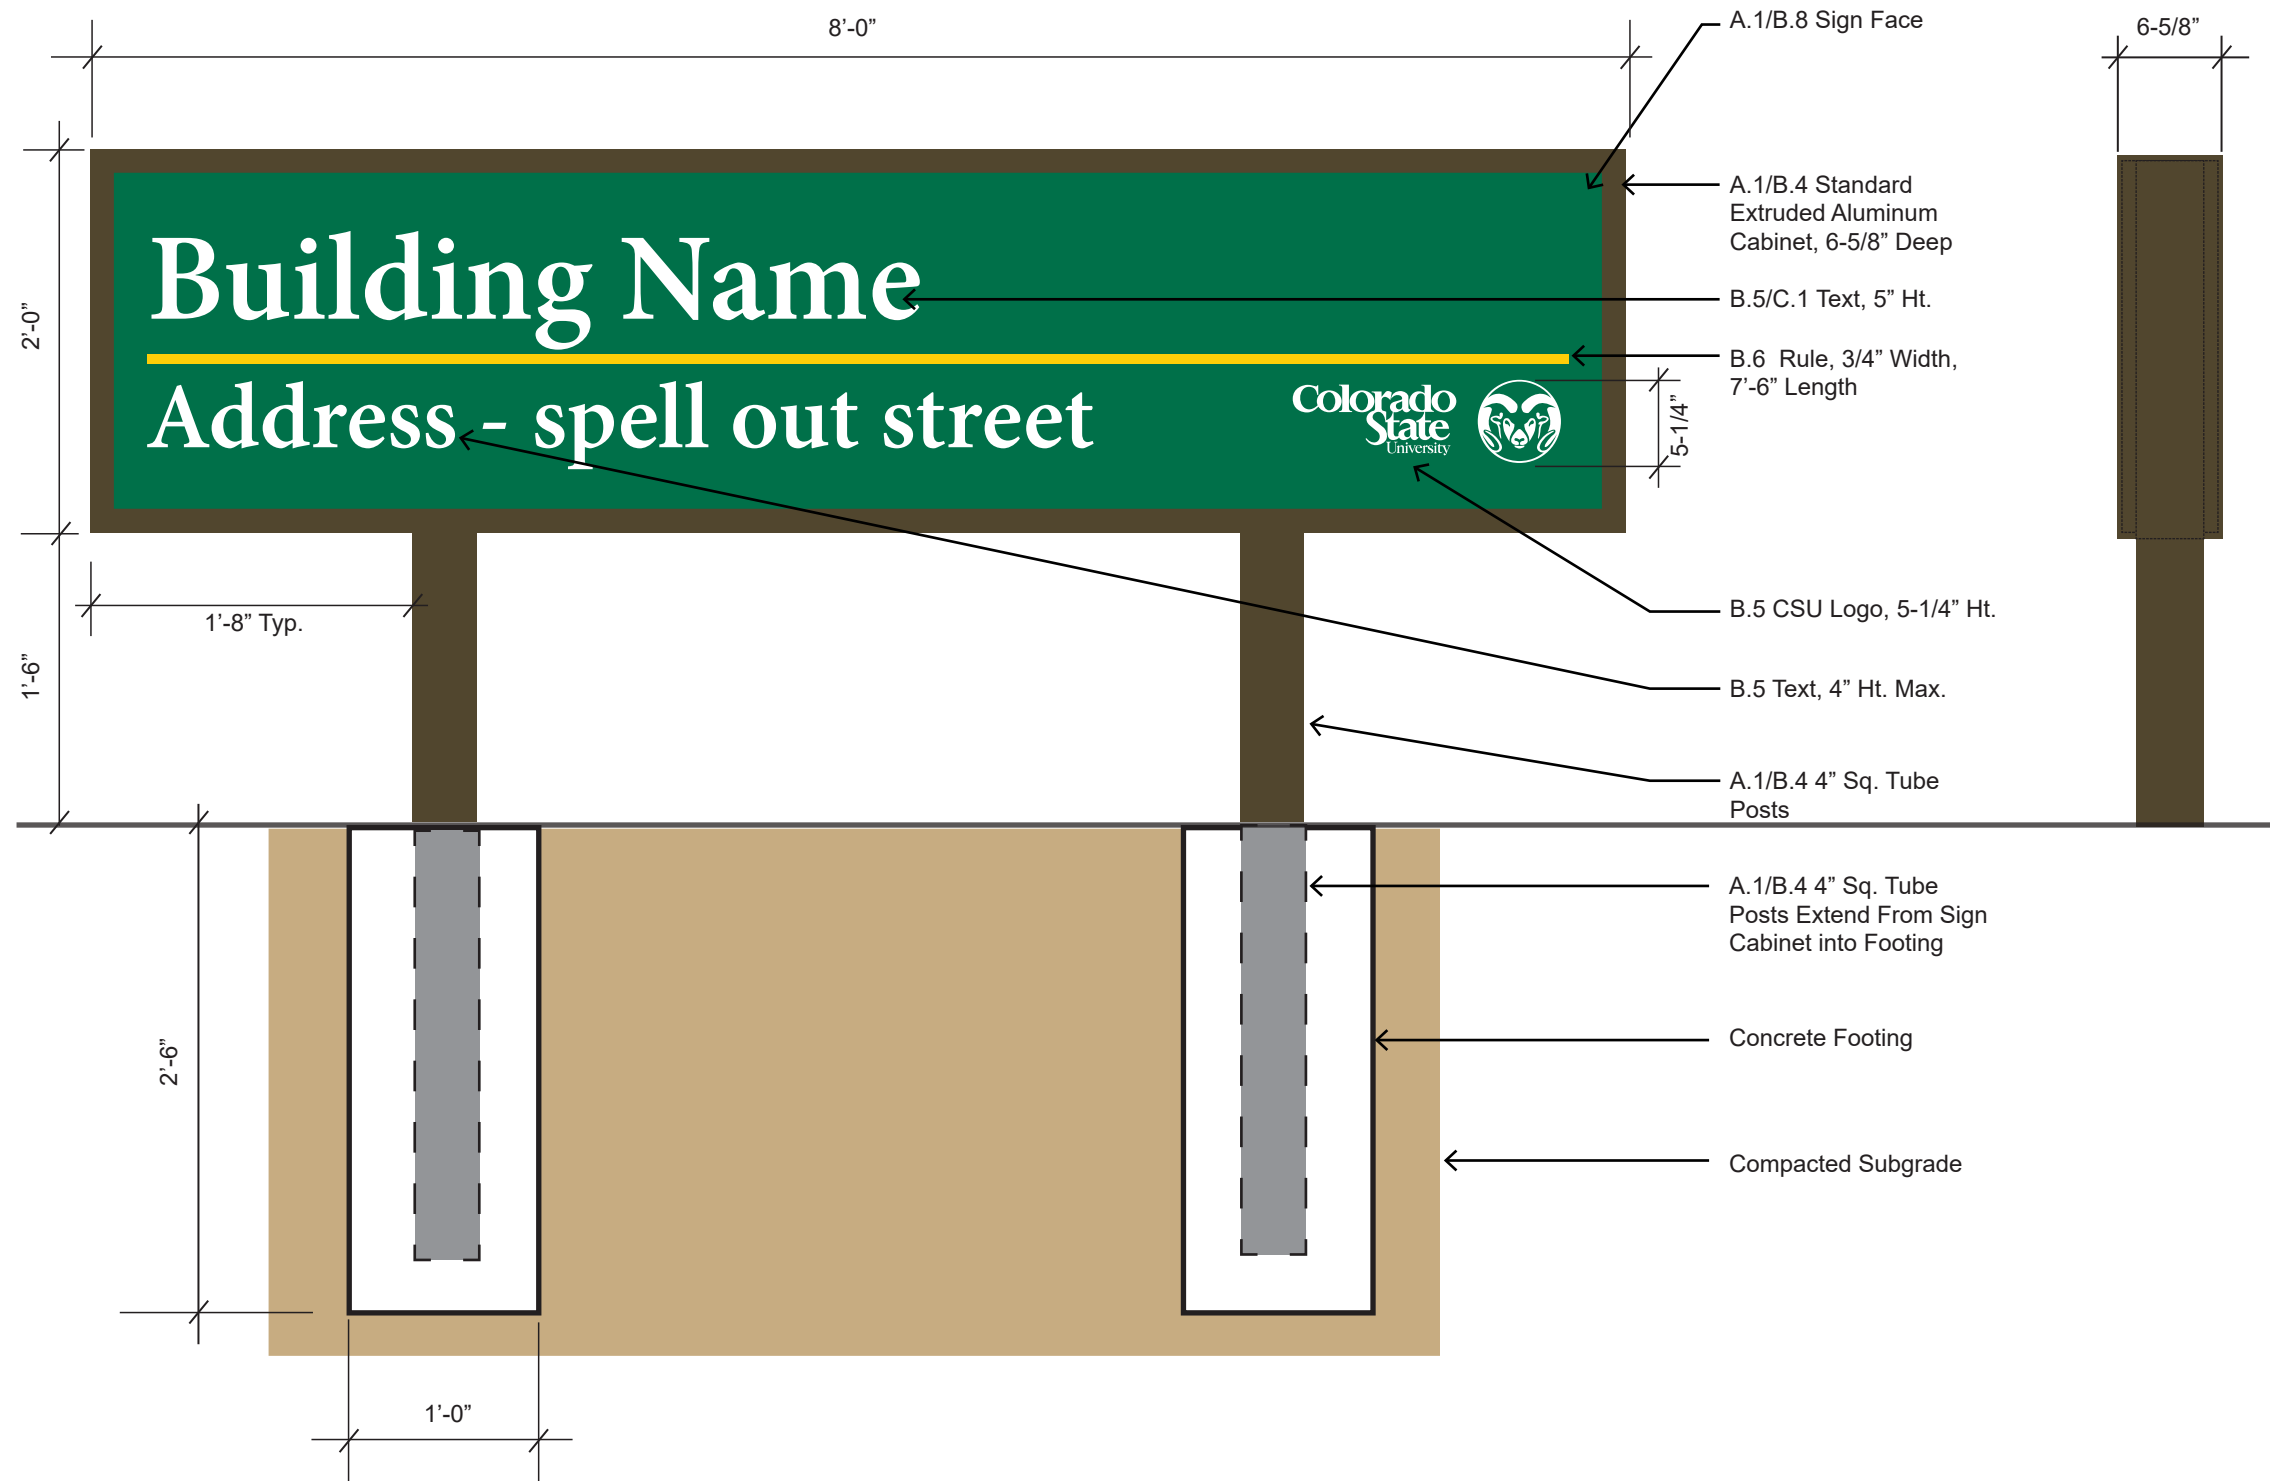 8’-0”
A.1/B.8 Sign Face
6-5/8”
A.1/B.4 Standard
Extruded Aluminum
Cabinet, 6-5/8” Deep
Building Name
B.5/C.1 Text, 5” Ht.
2’-0”
B.6  Rule, 3/4” Width,
7’-6” Length
Address - spell out street
Colorado
State
University
5-1/4”
1’-8” Typ.
B.5 CSU Logo, 5-1/4” Ht.
1’-6”
B.5 Text, 4” Ht. Max.
A.1/B.4 4” Sq. Tube
Posts
A.1/B.4 4” Sq. Tube
Posts Extend From Sign
Cabinet into Footing
2’-6”
Concrete Footing
Compacted Subgrade
1’-0”